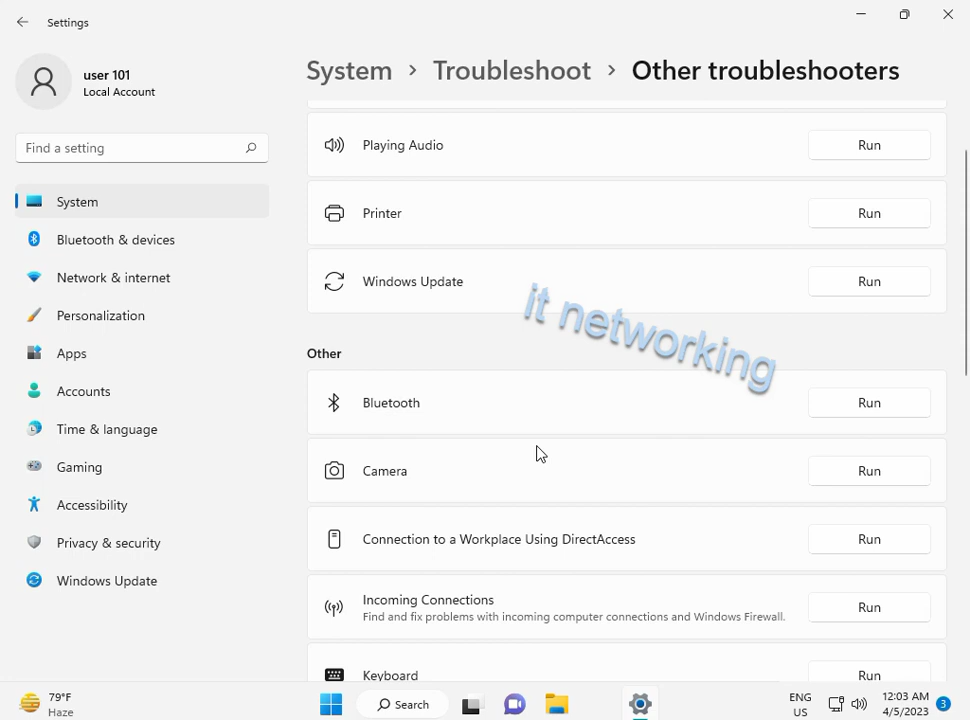 Settings
user 101
Local Account
Find a setting
System
Bluetooth & devices
Network & internet
Personalization
Apps
Accounts
Time & language
Gaming
Accessibility
Privacy & security
Windows Update
System > Troubleshoot > Other troubleshooters
Playing Audio Run
Printer Run
Windows Update Run
it networking
Other
Bluetooth Run
Camera Run
Connection to a Workplace Using DirectAccess Run
Incoming Connections
Find and fix problems with incoming computer connections and Windows Firewall.
Run
Keyboard Run
79°F
Haze
Search
ENG
US
12:03 AM
4/5/2023
3